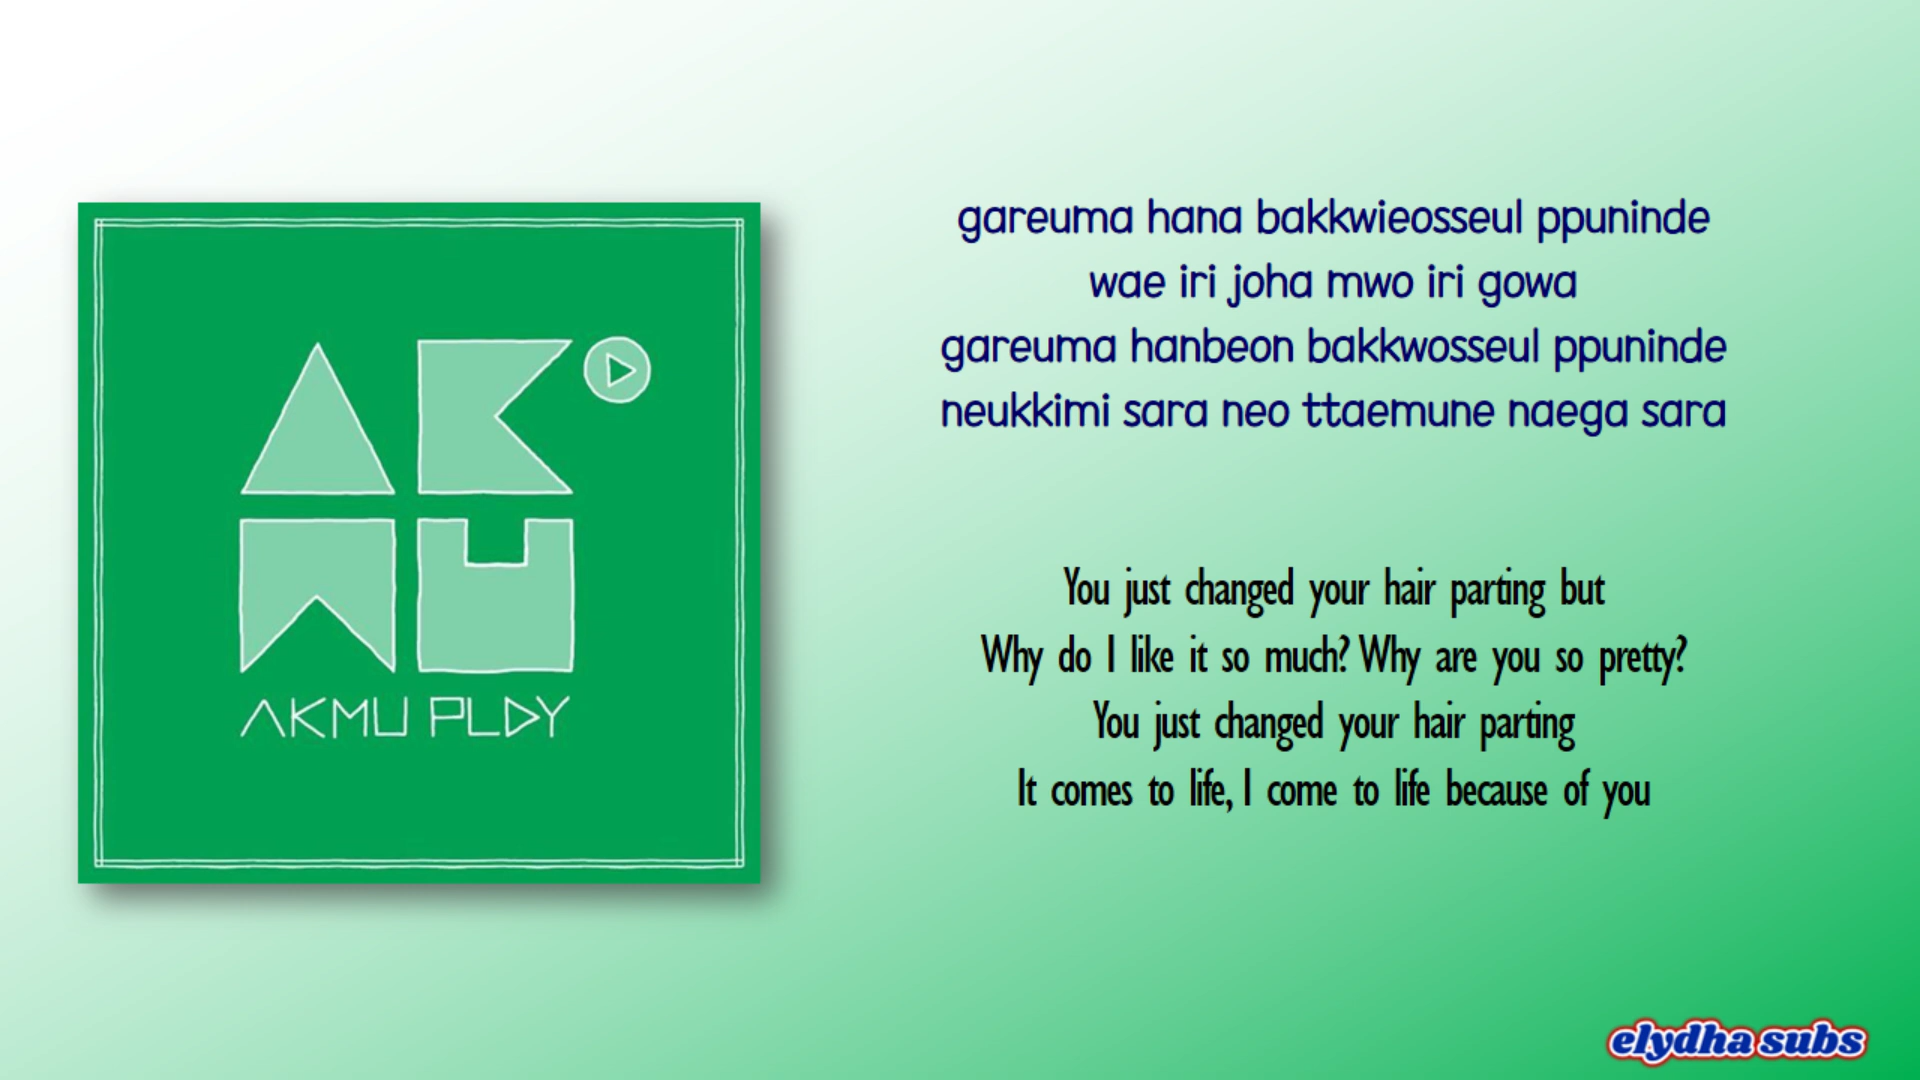 AK
MU
AKMU PLAY
gareuma hana bakkwieosseul ppuninde
wae iri joha mwo iri gowa
gareuma hanbeon bakkwosseul ppuninde
neukkimi sara neo ttaemune naega sara
You just changed your hair parting but
Why do I like it so much? Why are you so pretty?
You just changed your hair parting
It comes to life, I come to life because of you
elydha subs